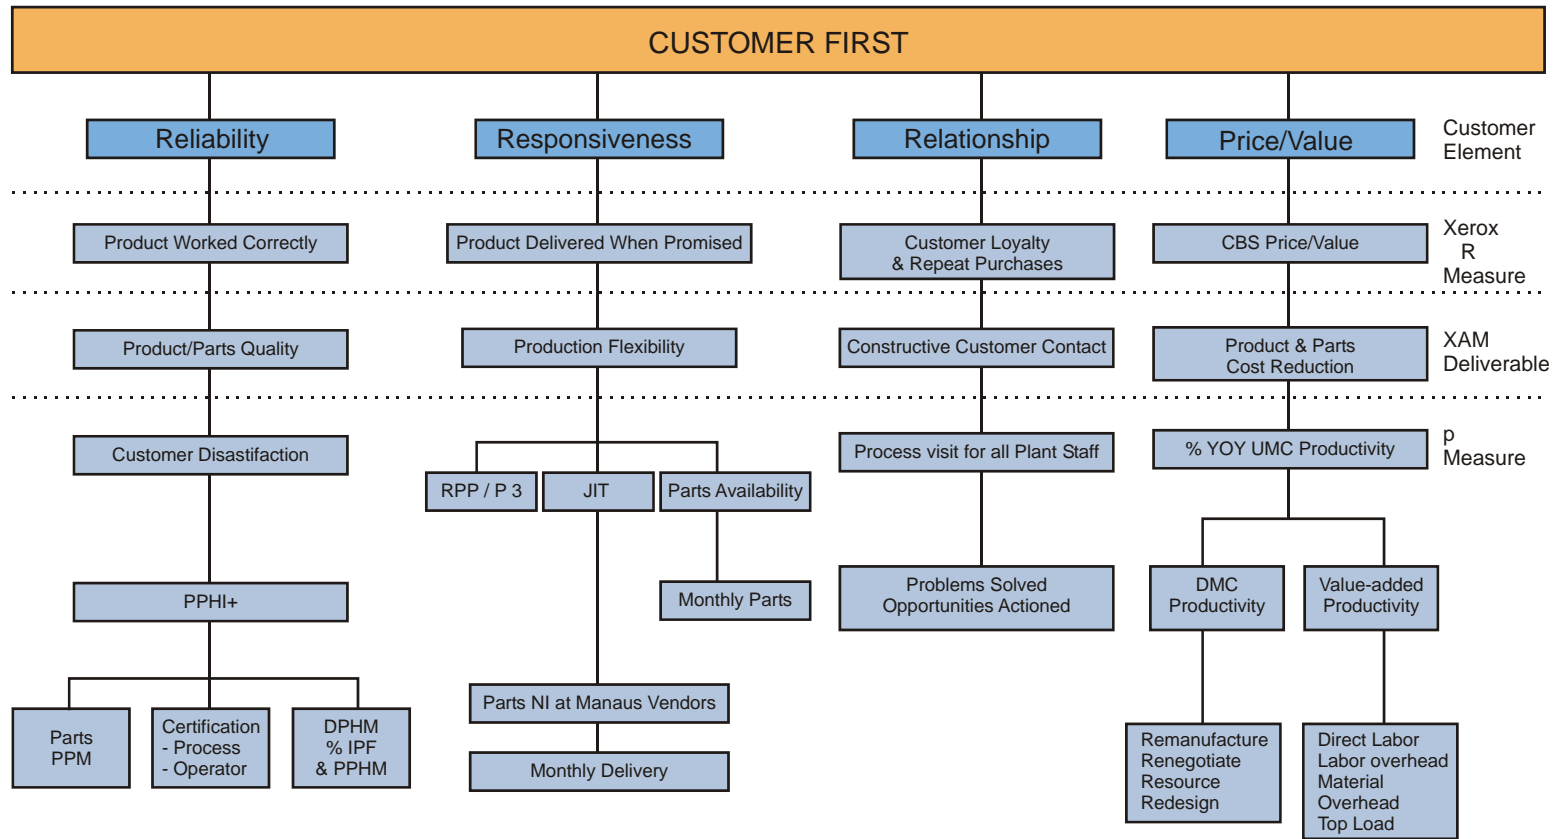 CUSTOMER FIRST
Reliability
Responsiveness
Relationship
Price/Value
Customer
Element
Product Worked Correctly
Product Delivered When Promised
Customer Loyalty
& Repeat Purchases
CBS Price/Value
Xerox
R
Measure
Product/Parts Quality
Production Flexibility
Constructive Customer Contact
Product & Parts
Cost Reduction
XAM
Deliverable
Customer Disastifaction
RPP / P 3
JIT
Parts Availability
Process visit for all Plant Staff
% YOY UMC Productivity
p
Measure
PPHI+
Monthly Parts
Problems Solved
Opportunities Actioned
DMC
Productivity
Value-added
Productivity
Parts
PPM
Certification
- Process
- Operator
DPHM
% IPF
& PPHM
Parts NI at Manaus Vendors
Monthly Delivery
Remanufacture
Renegotiate
Resource
Redesign
Direct Labor
Labor overhead
Material
Overhead
Top Load